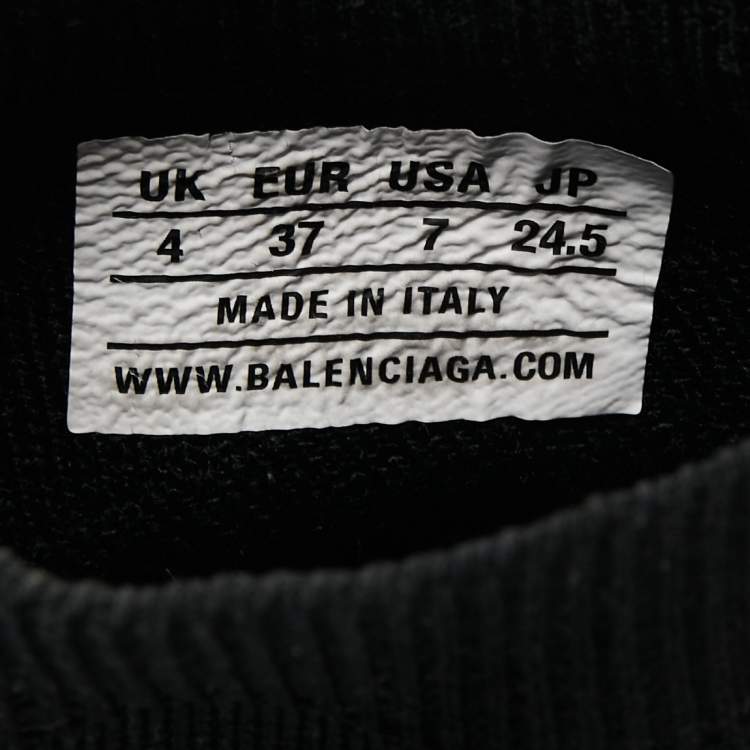 UK EUR USA JP
4 37 7 24.5
MADE IN ITALY
WWW.BALENCIAGA.COM